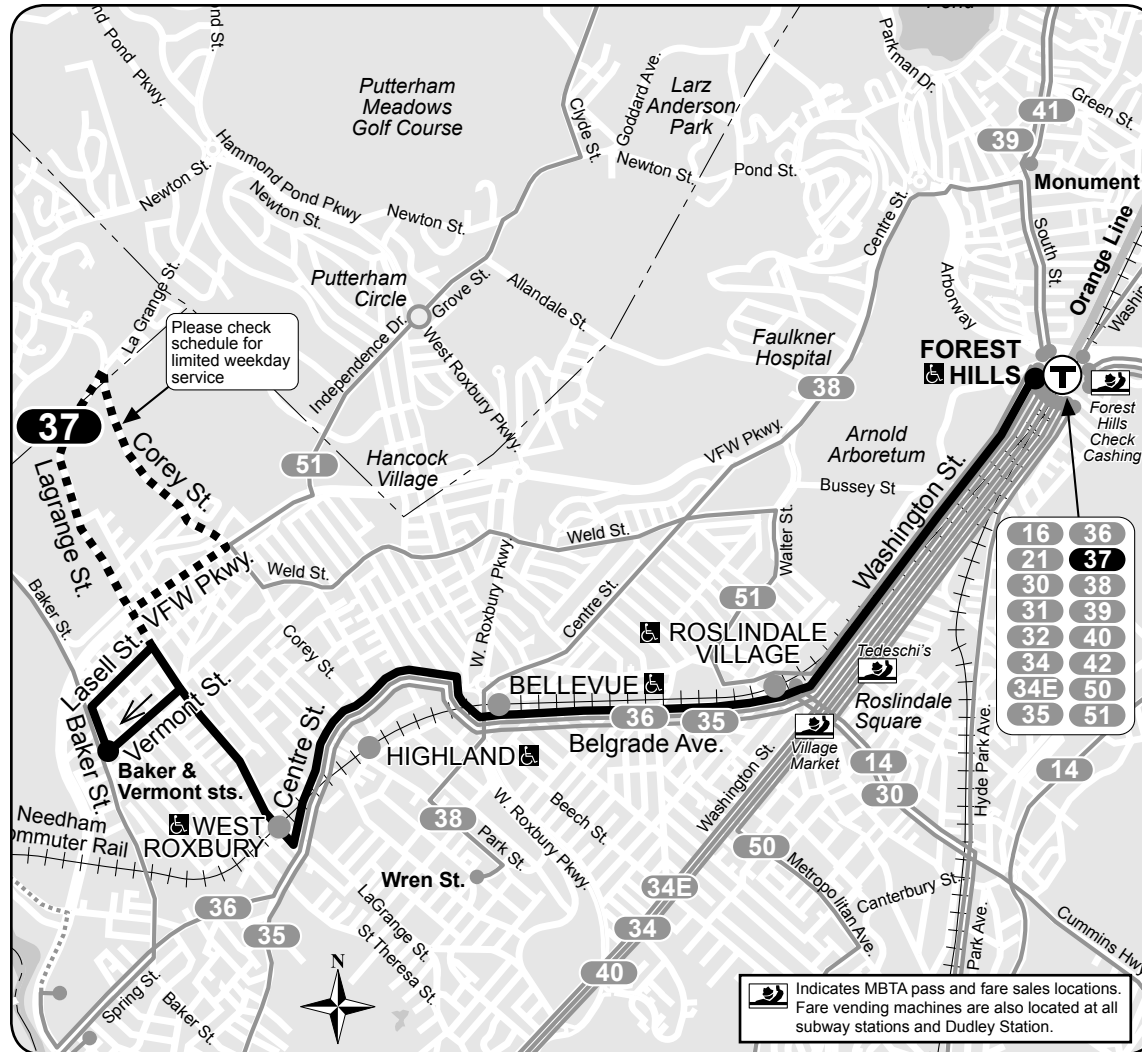 Pond
ond St.
d Pond Pkwy.
Putterham
Meadows
Golf Course
Clyde St.
Goddard Ave.
Larz
Anderson
Park
Parkman Dr.
41
Green St.
39
Newton St.
Hammond Pond Pkwy
Newton St.
Newton St.
Newton St.
Pond St.
Monument
Centre St.
South St.
Orange Line
Washin
Arborway
La Grange St.
Putterham
Circle
Grove St.
Allandale St.
Please check
schedule for
limited weekday
service
Independence Dr.
West Roxbury Pkwy.
Faulkner
Hospital
FOREST
HILLS
T
38
Forest
Hills
Check
Cashing
37
Corey St.
Lagrange St.
51
Hancock
Village
VFW Pkwy.
Arnold
Arboretum
Bussey St
Washington St.
16 36
21 37
30 38
31 39
32 40
34 42
34E 50
35 51
Weld St.
Walter St.
VFW Pkwy.
Weld St.
W. Roxbury Pkwy.
Centre St.
Baker St.
51
Corey St.
ROSLINDALE
VILLAGE
Tedeschi's
Lasell St.
Vermont St.
BELLEVUE
Roslindale
Square
36 35
Belgrade Ave.
Village
Market
Hyde Park Ave.
Baker St.
Baker &
Vermont sts.
Centre St.
HIGHLAND
Washington St.
14
14
30
Needham
ommuter Rail
WEST
ROXBURY
38
Park St.
W. Roxbury Pkwy.
Beech St.
50
Metropolitan Ave.
Wren St.
34E
Canterbury St.
36
35
LaGrange St.
St Theresa St.
34
Park Ave.
Cummins Hwy
40
N
Spring St.
Baker St.
Indicates MBTA pass and fare sales locations.
Fare vending machines are also located at all
subway stations and Dudley Station.